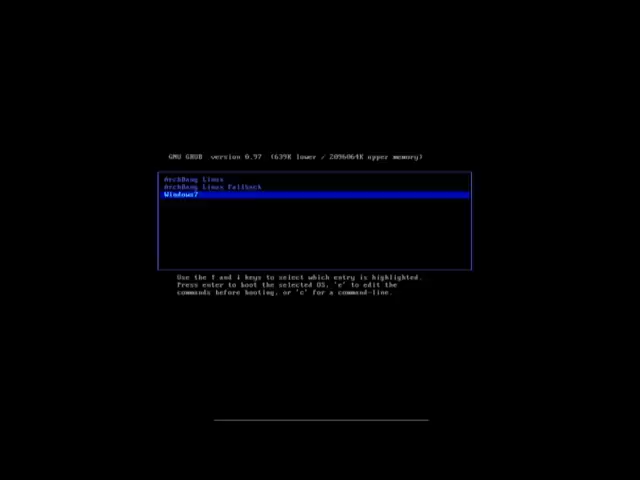 GNU GRUB version 0.97 (639K lower / 2096064K upper memory)
ArchBang Linux
ArchBang Linux Fallback
Windows7
Use the ↑ and ↓ keys to select which entry is highlighted.
Press enter to boot the selected OS, 'e' to edit the
commands before booting, or 'c' for a command-line.